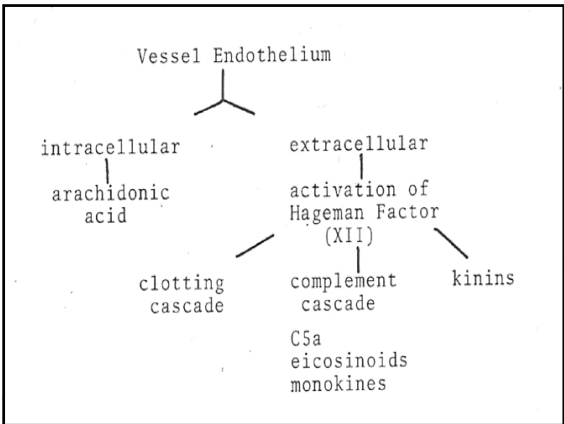 Vessel Endothelium
intracellular
extracellular
arachidonic
acid
activation of
Hageman Factor
(XII)
clotting
cascade
complement
cascade
kinins
C5a
eicosinoids
monokines